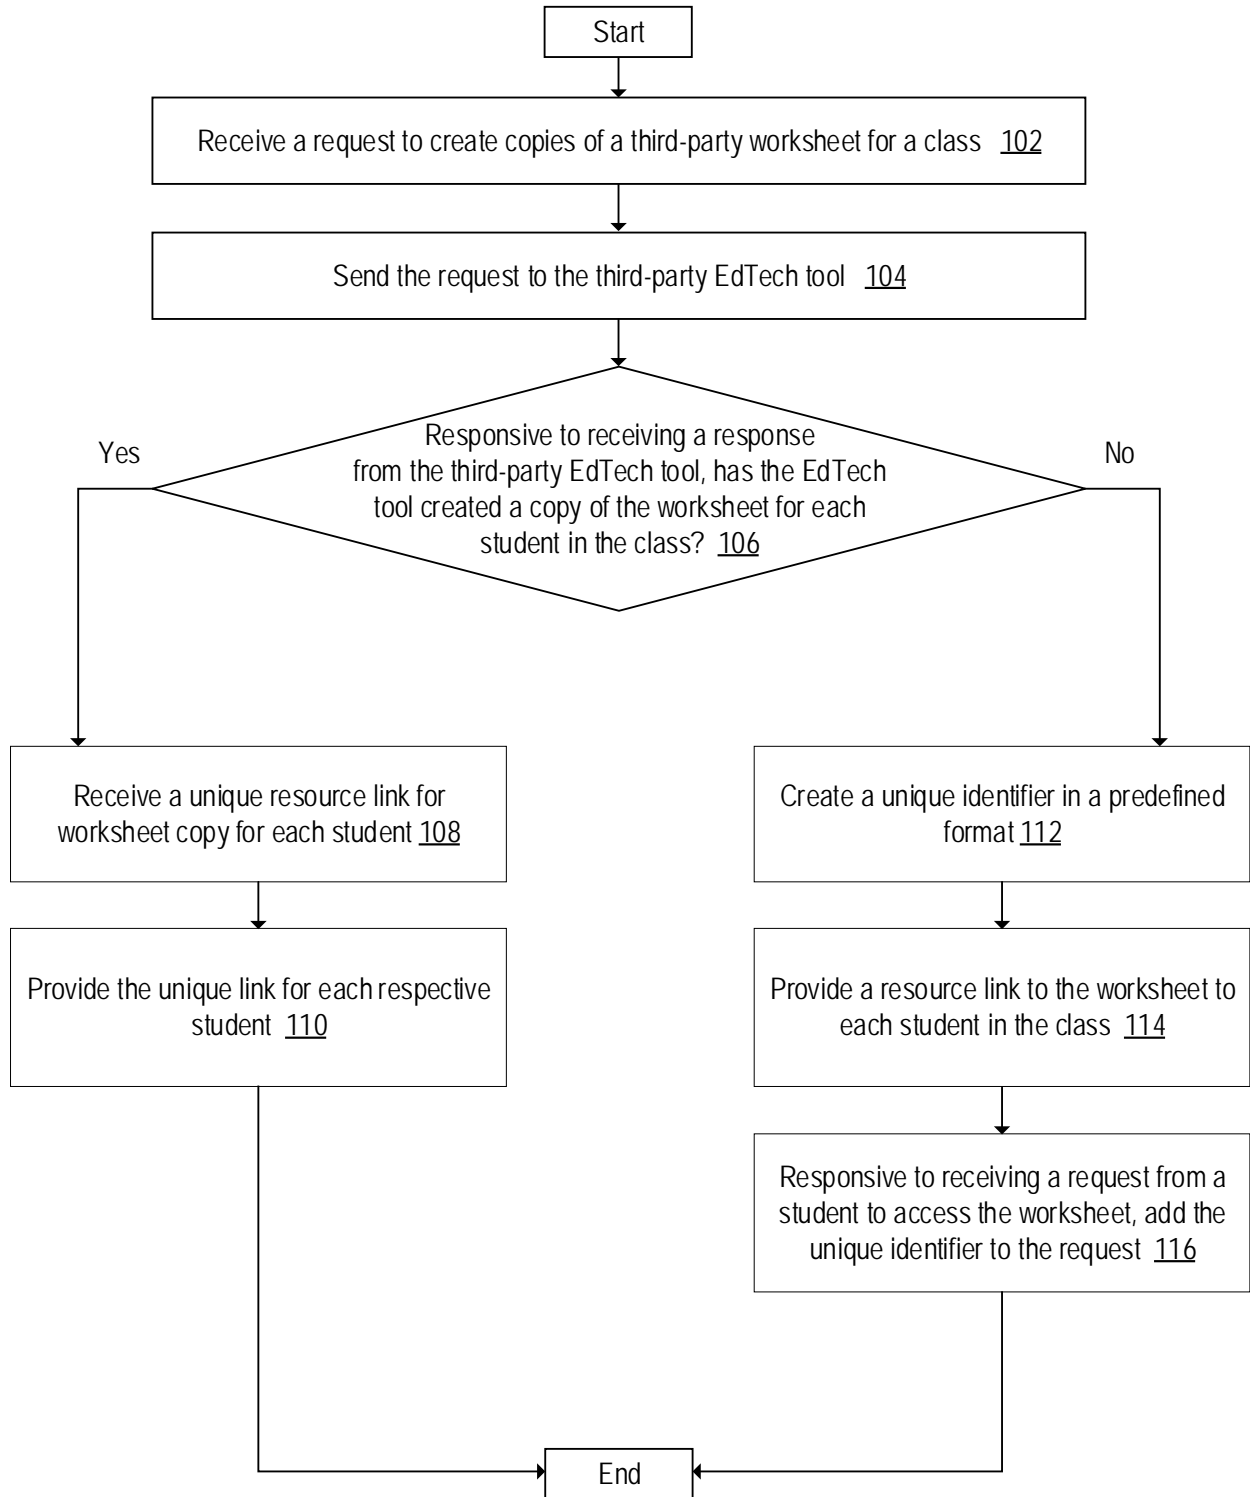 Start
Receive a request to create copies of a third-party worksheet for a class 102
Send the request to the third-party EdTech tool 104
Responsive to receiving a response
from the third-party EdTech tool, has the EdTech
tool created a copy of the worksheet for each
student in the class? 106
Yes
No
Receive a unique resource link for
worksheet copy for each student 108
Provide the unique link for each respective
student 110
Create a unique identifier in a predefined
format 112
Provide a resource link to the worksheet to
each student in the class 114
Responsive to receiving a request from a
student to access the worksheet, add the
unique identifier to the request 116
End